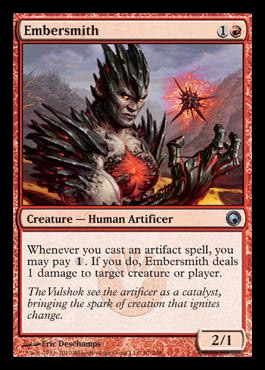 Embersmith
1
Creature — Human Artificer
Whenever you cast an artifact spell, you
may pay 1. If you do, Embersmith deals
1 damage to target creature or player.
The Vulshok see the artificer as a catalyst,
bringing the spark of creation that ignites
change.
Eric Deschamps
2/1